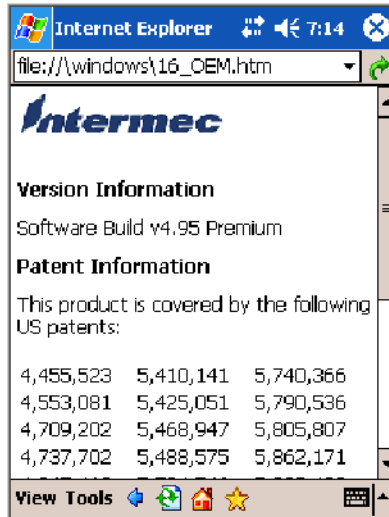 Internet Explorer 7:14
file://\windows\16_OEM.htm
Intermec
Version Information
Software Build v4.95 Premium
Patent Information
This product is covered by the following
US patents:
4,455,523 5,410,141 5,740,366
4,553,081 5,425,051 5,790,536
4,709,202 5,468,947 5,805,807
4,737,702 5,488,575 5,862,171
View Tools